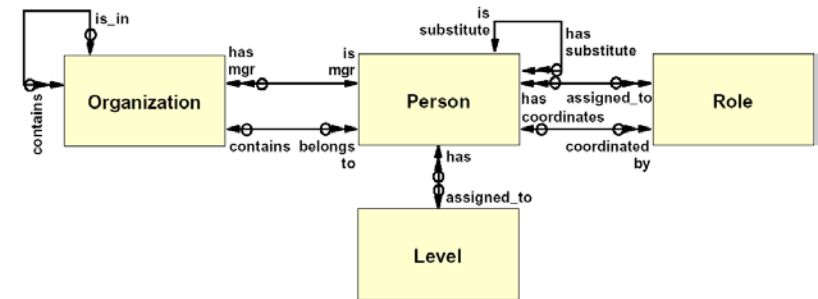 is_in
contains
Organization
has
mgr
is
mgr
contains
belongs
to
Person
is
substitute
has
substitute
has
assigned_to
coordinates
coordinated
by
Role
has
assigned_to
Level